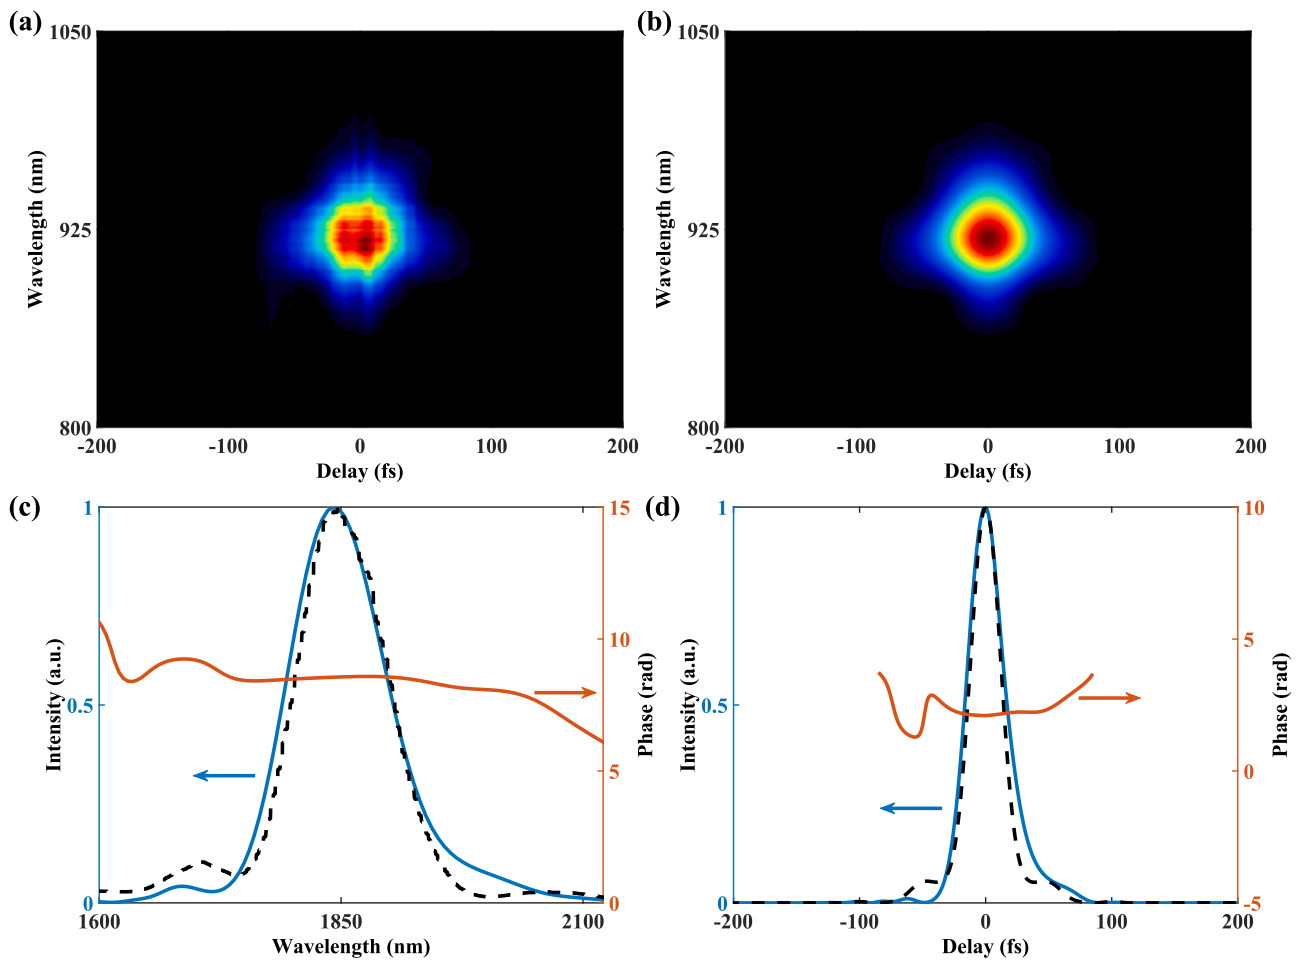 (a)
1050
Wavelength (nm)
925
800
-200
-100
0
100
200
Delay (fs)
(b)
1050
Wavelength (nm)
925
800
-200
-100
0
100
200
Delay (fs)
(c)
1
0.5
0
Intensity (a.u.)
15
10
5
0
Phase (rad)
1600
1850
2100
Wavelength (nm)
(d)
1
0.5
0
Intensity (a.u.)
10
5
0
-5
Phase (rad)
-200
-100
0
100
200
Delay (fs)